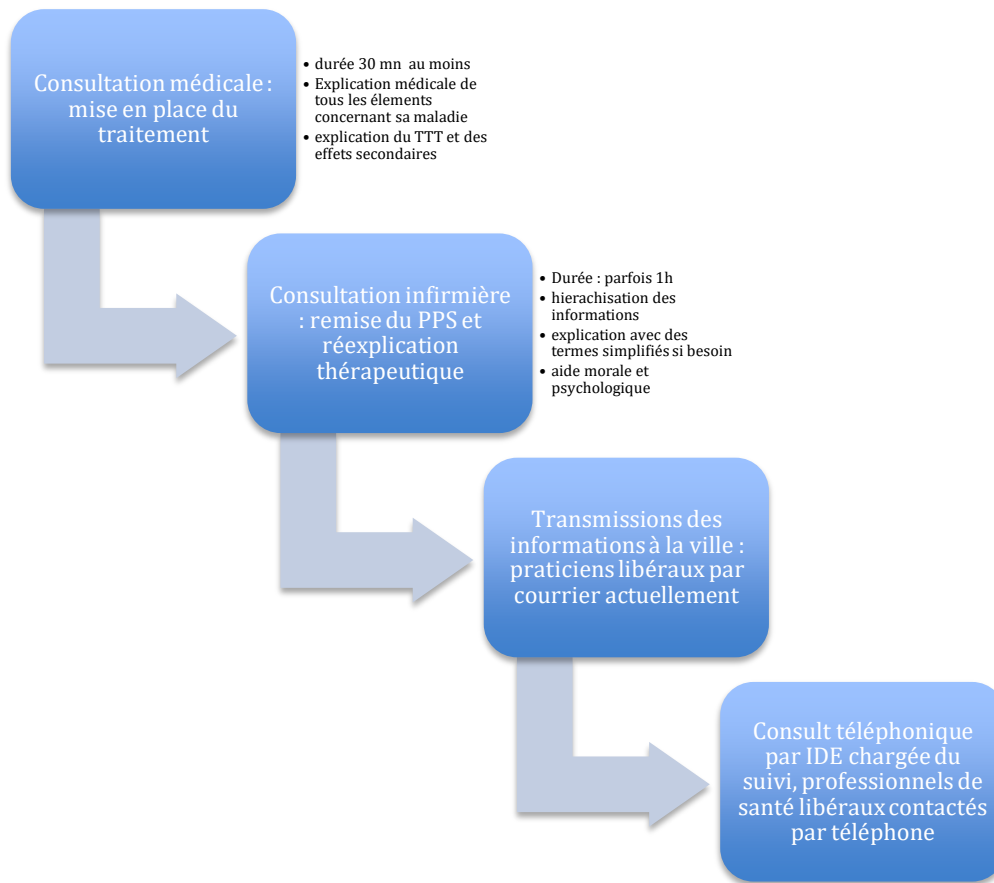 Consultation médicale :
mise en place du
traitement
• durée 30 mn au moins
• Explication médicale de
tous les élements
concernant sa maladie
• explication du TTT et des
effets secondaires
Consultation infirmière
: remise du PPS et
réexplication
thérapeutique
• Durée : parfois 1h
• hierachisation des
informations
• explication avec des
termes simplifiés si besoin
• aide morale et
psychologique
Transmissions des
informations à la ville :
praticiens libéraux par
courrier actuellement
Consult téléphonique
par IDE chargée du
suivi, professionnels de
santé libéraux contactés
par téléphone